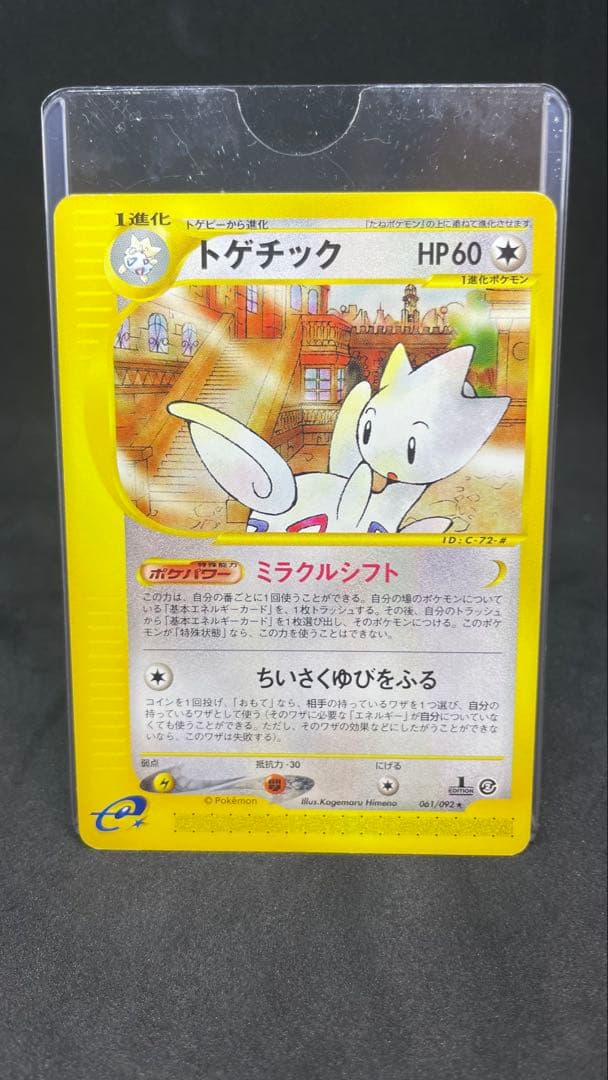 1進化
トゲピーから進化
「たねポケモン」の上に重ねて進化させます
トゲチック HP60
1進化ポケモン
ID:C-72-#
特殊能力
ポケパワー ミラクルシフト
この力は、自分の番ごとに1回使うことができる。自分の場のポケモンについて
いる「基本エネルギーカード」を、1枚トラッシュする。その後、自分のトラッシュ
から「基本エネルギーカード」を1枚選び出し、そのポケモンにつける。このポケ
モンが「特殊状態」なら、この力を使うことはできない。
ちいさくゆびをふる
コインを1回投げ、「おもて」なら、相手の持っているワザを1つ選び、自分の
持っているワザとして使う(そのワザに必要な「エネルギー」が自分についていなく
ても使うことができる。ただし、そのワザの効果などにしたがうことができ
ないなら、このワザは失敗する)。
弱点 抵抗力-30 にげる
1 EDITION
© Pokémon Illus.Kagemaru Himeno 061/092★
e